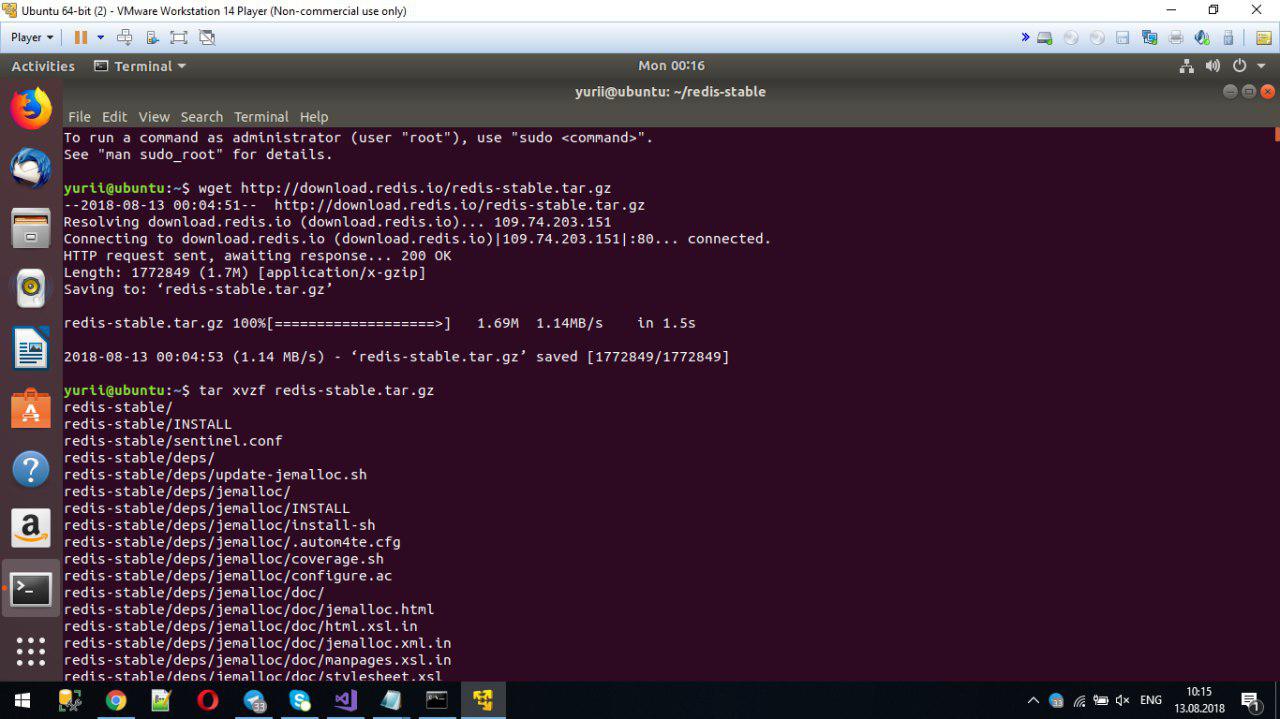 Ubuntu 64-bit (2) - VMware Workstation 14 Player (Non-commercial use only)
Player
Activities
Terminal
Mon 00:16
yurii@ubuntu: ~/redis-stable
File Edit View Search Terminal Help
To run a command as administrator (user "root"), use "sudo <command>".
See "man sudo_root" for details.
yurii@ubuntu:~$ wget http://download.redis.io/redis-stable.tar.gz
--2018-08-13 00:04:51--  http://download.redis.io/redis-stable.tar.gz
Resolving download.redis.io (download.redis.io)... 109.74.203.151
Connecting to download.redis.io (download.redis.io)|109.74.203.151|:80... connected.
HTTP request sent, awaiting response... 200 OK
Length: 1772849 (1.7M) [application/x-gzip]
Saving to: ‘redis-stable.tar.gz’
redis-stable.tar.gz 100%[===================>]   1.69M  1.14MB/s    in 1.5s
2018-08-13 00:04:53 (1.14 MB/s) - ‘redis-stable.tar.gz’ saved [1772849/1772849]
yurii@ubuntu:~$ tar xvzf redis-stable.tar.gz
redis-stable/
redis-stable/INSTALL
redis-stable/sentinel.conf
redis-stable/deps/
redis-stable/deps/update-jemalloc.sh
redis-stable/deps/jemalloc/
redis-stable/deps/jemalloc/INSTALL
redis-stable/deps/jemalloc/install-sh
redis-stable/deps/jemalloc/.autom4te.cfg
redis-stable/deps/jemalloc/coverage.sh
redis-stable/deps/jemalloc/configure.ac
redis-stable/deps/jemalloc/doc/
redis-stable/deps/jemalloc/doc/jemalloc.html
redis-stable/deps/jemalloc/doc/html.xsl.in
redis-stable/deps/jemalloc/doc/jemalloc.xml.in
redis-stable/deps/jemalloc/doc/manpages.xsl.in
redis-stable/deps/jemalloc/doc/stylesheet.xsl
33
33
ENG
10:15
13.08.2018
1